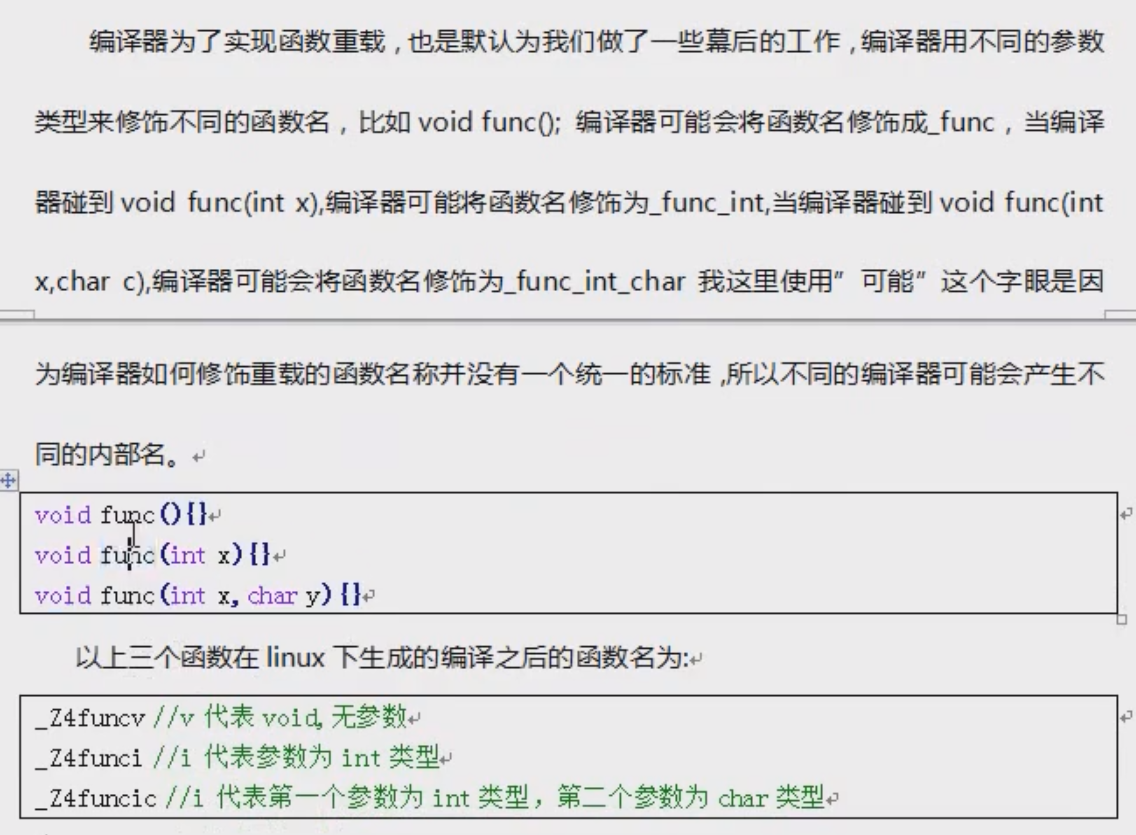 编译器为了实现函数重载,也是默认为我们做了一些幕后的工作,编译器用不同的参数
类型来修饰不同的函数名,比如 void func(); 编译器可能会将函数名修饰成_func,当编译
器碰到 void func(int x),编译器可能将函数名修饰为_func_int,当编译器碰到 void func(int
x,char c),编译器可能会将函数名修饰为_func_int_char 我这里使用”可能”这个字眼是因
为编译器如何修饰重载的函数名称并没有一个统一的标准,所以不同的编译器可能会产生不
同的内部名。
void func(){}
void func(int x){}
void func(int x,char y){}
以上三个函数在 linux 下生成的编译之后的函数名为:
_Z4funcv //v 代表 void,无参数
_Z4funci //i 代表参数为 int 类型
_Z4funcic //i 代表第一个参数为 int 类型，第二个参数为 char 类型